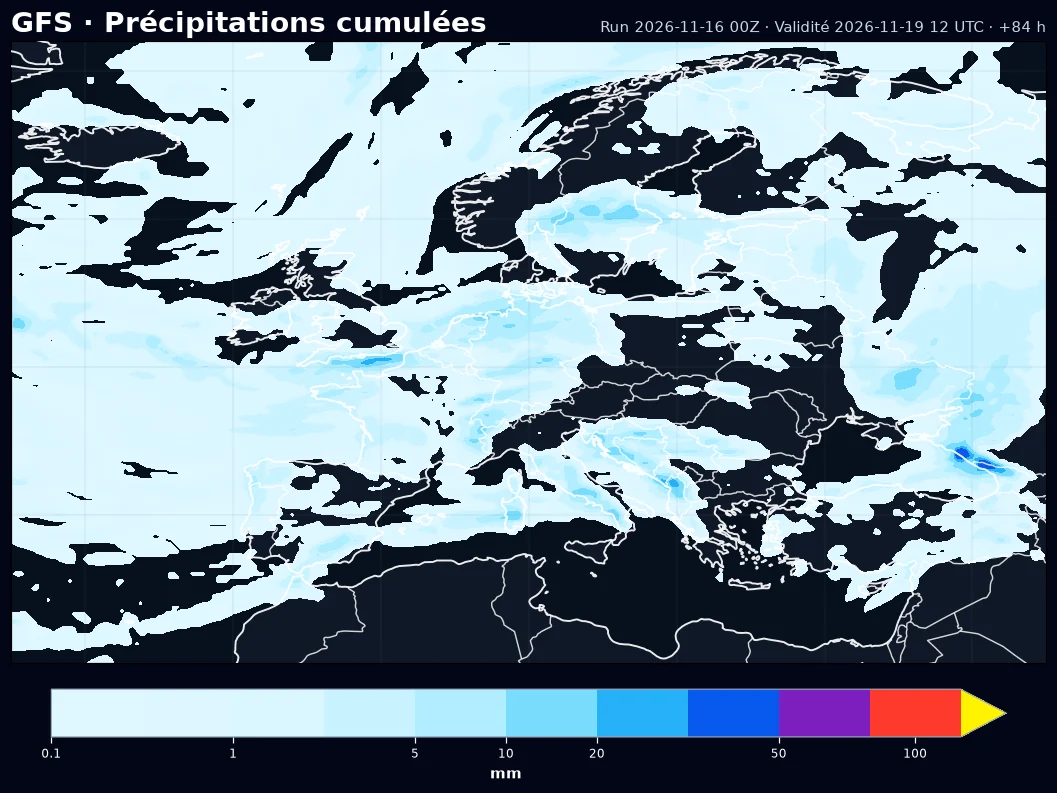 GFS · Précipitations cumulées
Run 2026-11-16 00Z · Validité 2026-11-19 12 UTC · +84 h
0.1 1 5 10 20 50 100
mm